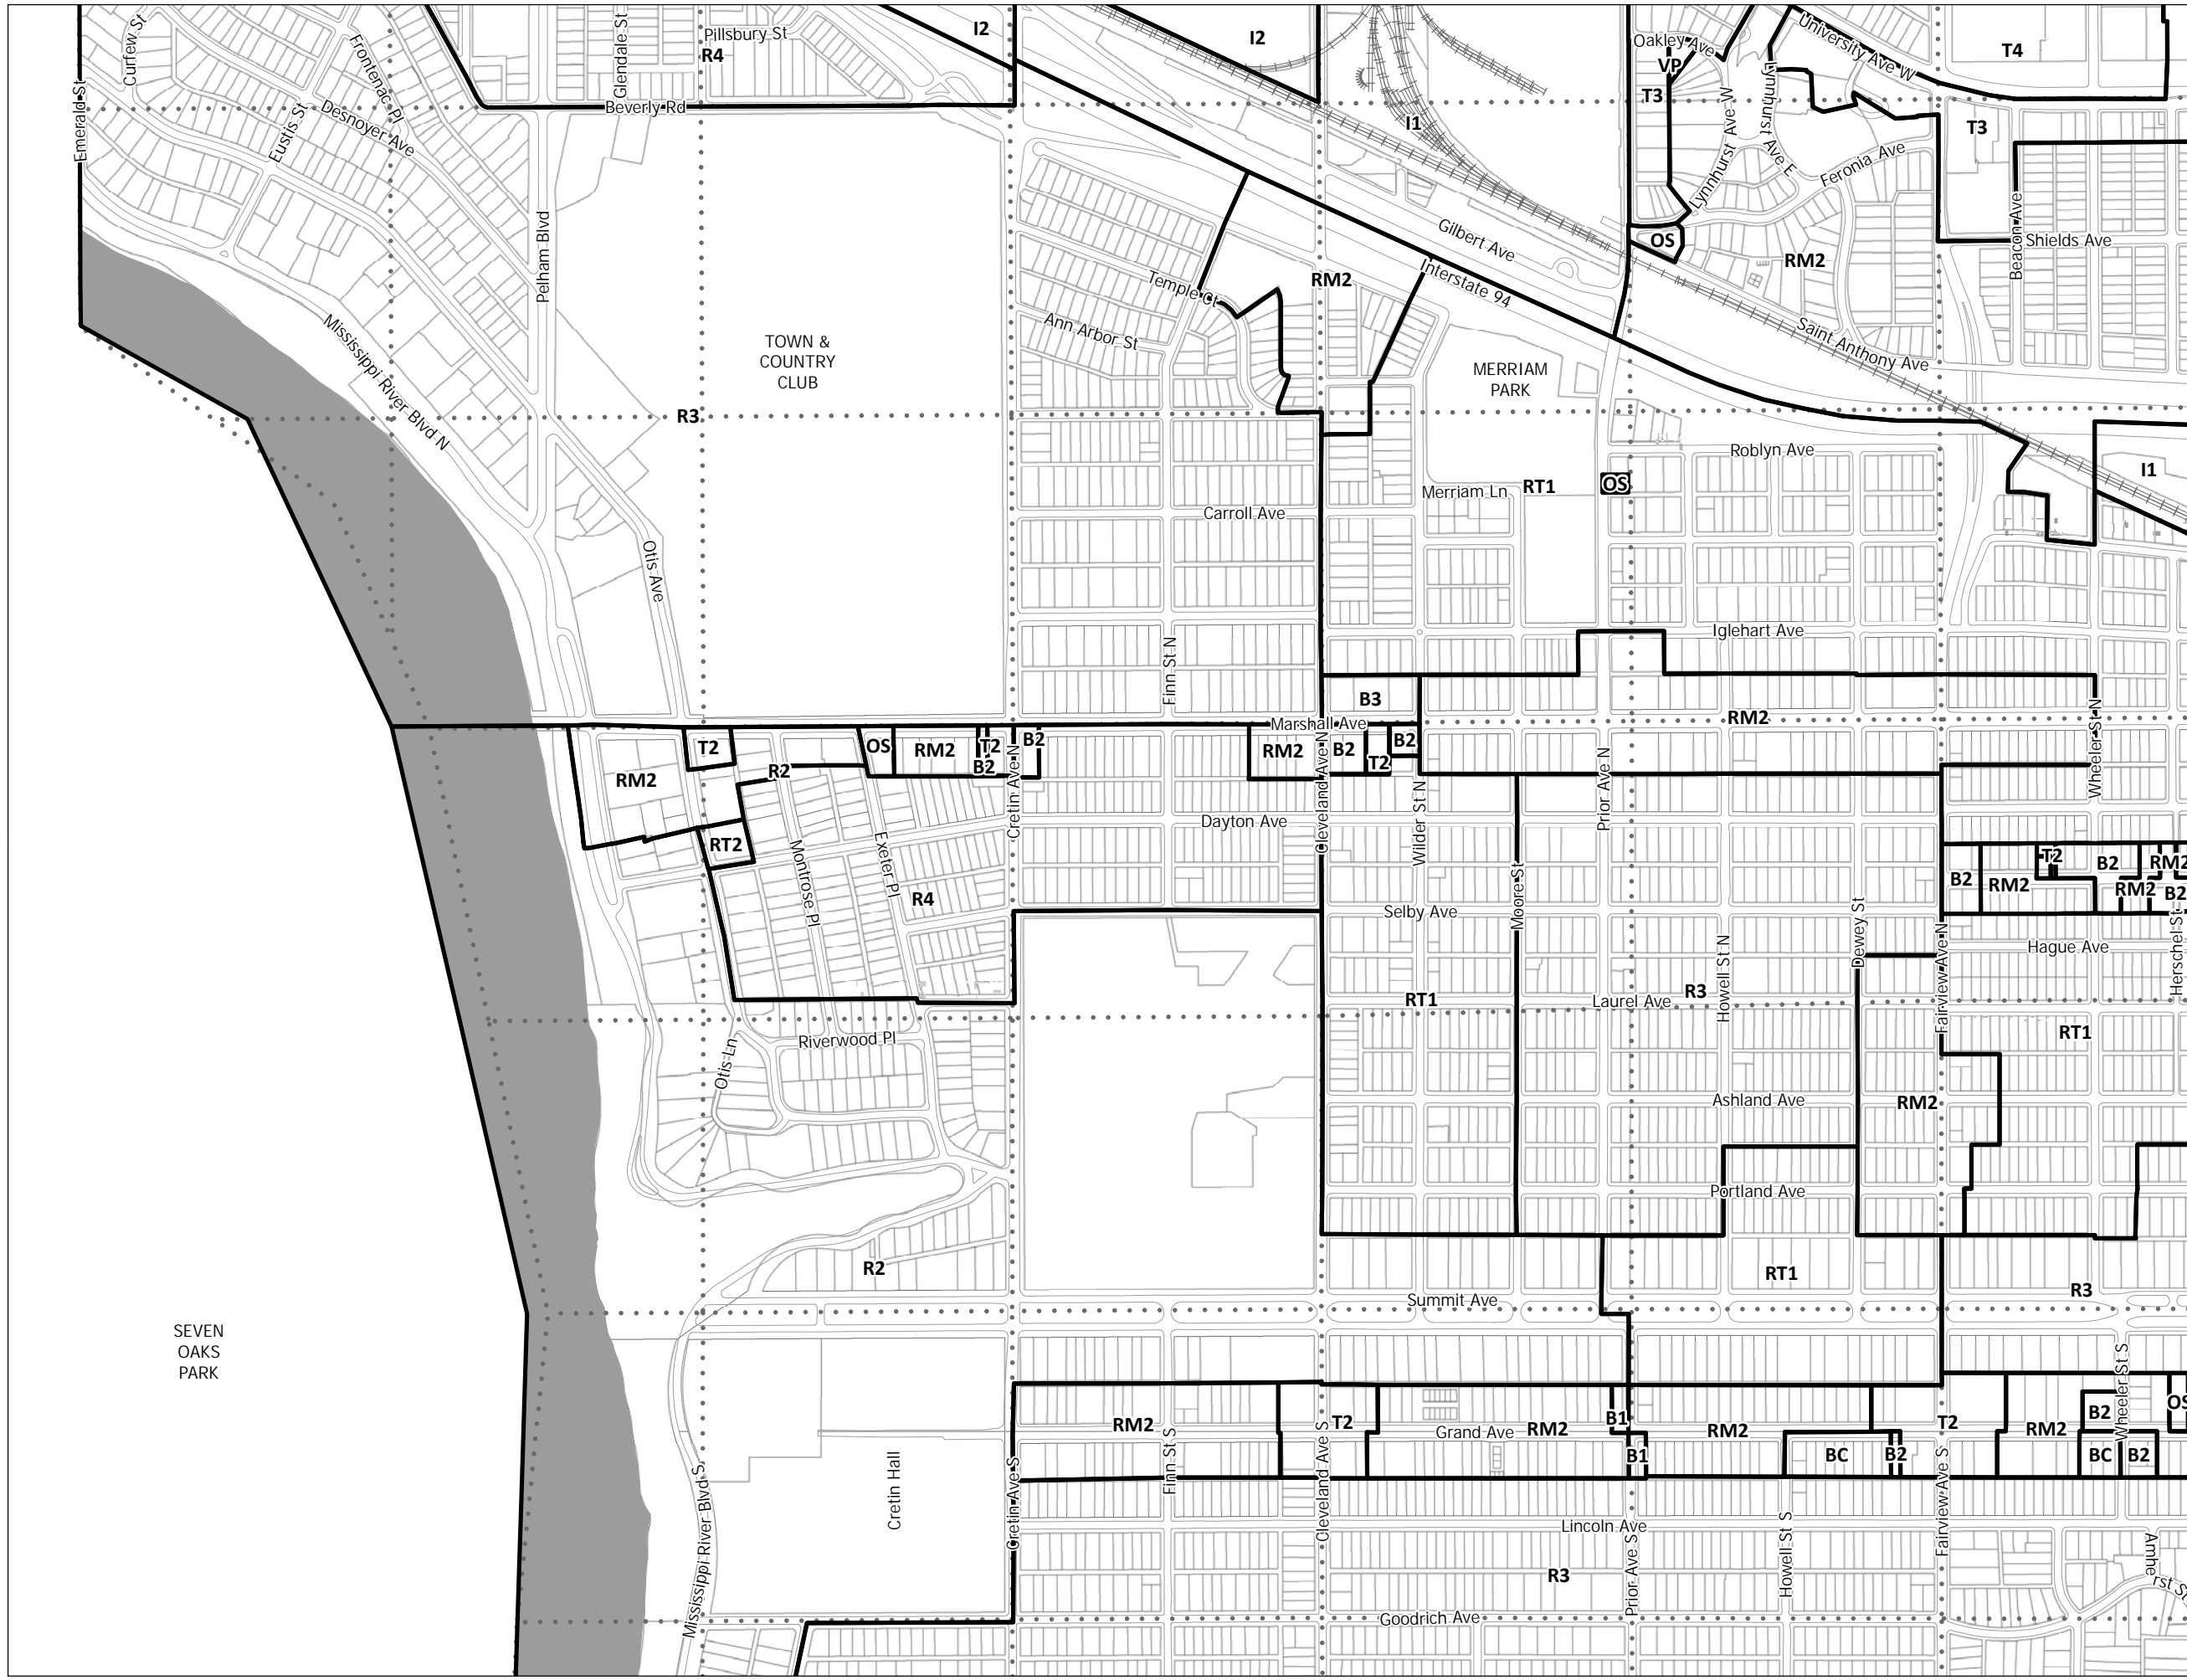 Curfew St
Frontenac Pl
Glendale St
Pillsbury St
R4
I2
I2
Oakley Ave
VP
University Ave W
T4
Emerald St
Eustis St
Desnoyer Ave
Beverly Rd
T3
I1
Lynnhurst Ave W
Lynnhurst Ave E
T3
Feronia Ave
Pelham Blvd
Gilbert Ave
OS
RM2
Beacon Ave
Shields Ave
Temple Ct
RM2
Interstate 94
Ann Arbor St
Mississippi River Blvd N
TOWN &
COUNTRY
CLUB
MERRIAM
PARK
Saint Anthony Ave
R3
Roblyn Ave
I1
Merriam Ln
RT1
OS
Carroll Ave
Otis Ave
Iglehart Ave
Finn St N
B3
Marshall Ave
RM2
Wheeler St N
T2
OS
RM2
T2
B2
B2
RM2
B2
T2
B2
RM2
R2
Cretin Ave N
Cleveland Ave N
Wilder St N
Prior Ave N
Dayton Ave
RT2
Montrose Pl
Exeter Pl
R4
T2
B2
RM2
B2
RM2
RM2
B2
Selby Ave
Moore St
Dewey St
Howell St N
Fairview Ave N
Hague Ave
Herschel St
RT1
Laurel Ave
R3
RT1
Riverwood Pl
Otis Ln
Ashland Ave
RM2
Portland Ave
R2
RT1
R3
Summit Ave
SEVEN
OAKS
PARK
Wheeler St S
RM2
T2
Grand Ave
RM2
B1
B1
RM2
BC
B2
T2
RM2
B2
BC
B2
OS
Cretin Hall
Mississippi River Blvd S
Cretin Ave S
Finn St S
Cleveland Ave S
Lincoln Ave
Prior Ave S
Howell St S
Fairview Ave S
Amherst St
R3
Goodrich Ave